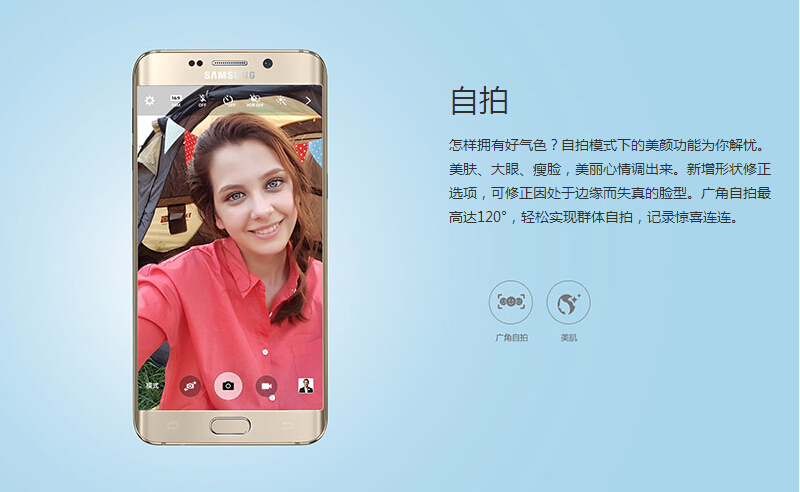 SAMSUNG
16:9
OFF
OFF
HDR OFF
模式
自拍
怎样拥有好气色？自拍模式下的美颜功能为你解忧。
美肤、大眼、瘦脸，美丽心情调出来。新增形状修正
选项，可修正因处于边缘而失真的脸型。广角自拍最
高达120°，轻松实现群体自拍，记录惊喜连连。
广角自拍
美肌